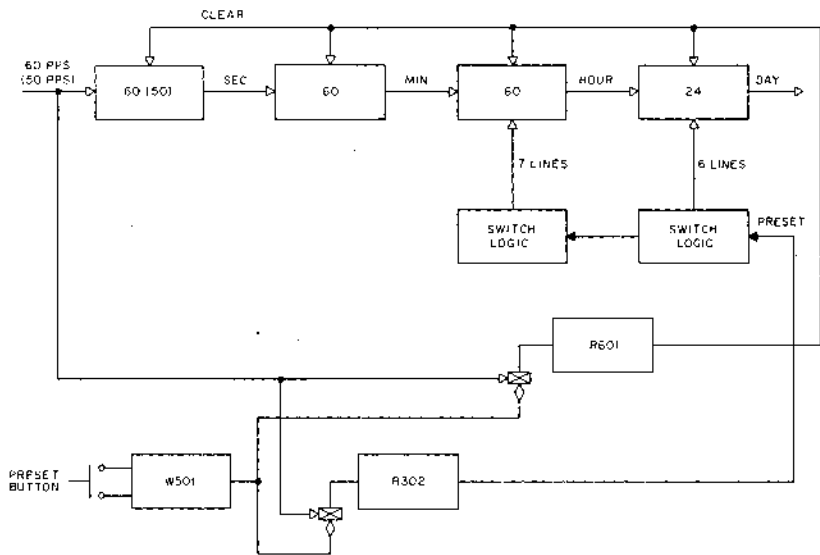 CLEAR
60 PPS
(50 PPS)
60 (50)
SEC
60
MIN
60
HOUR
24
DAY
7 LINES
6 LINES
SWITCH
LOGIC
SWITCH
LOGIC
PRESET
R601
PRESET
BUTTON
W501
R302